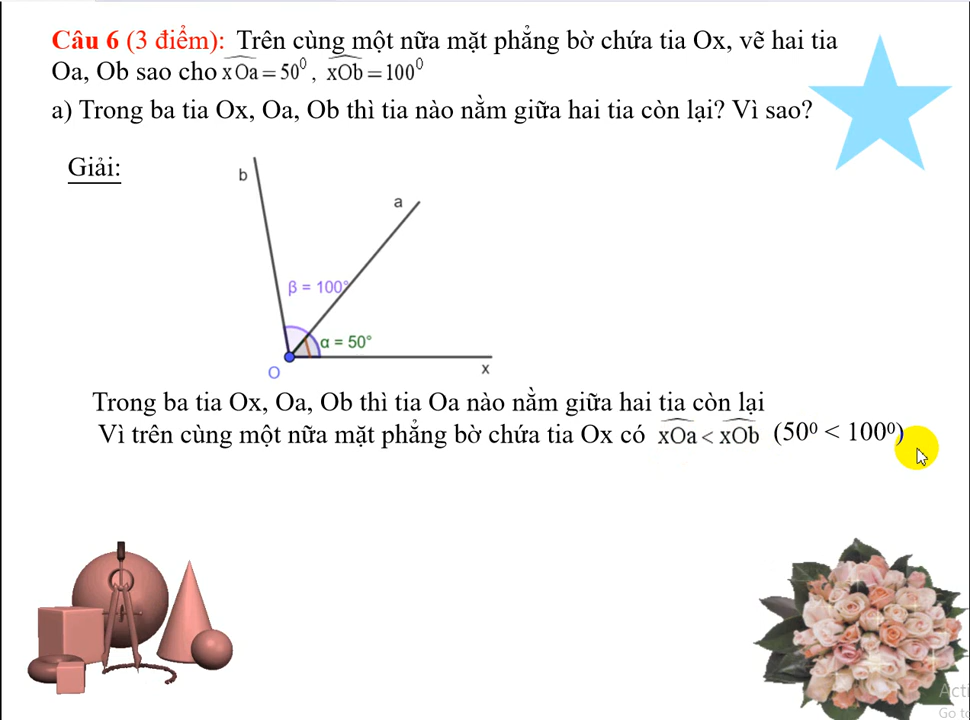 Câu 6 (3 điểm): Trên cùng một nữa mặt phẳng bờ chứa tia Ox, vẽ hai tia
Oa, Ob sao cho xOa = 50⁰ , xOb = 100⁰
a) Trong ba tia Ox, Oa, Ob thì tia nào nằm giữa hai tia còn lại? Vì sao?
Giải:
b
a
β = 100°
α = 50°
O
x
Trong ba tia Ox, Oa, Ob thì tia Oa nào nằm giữa hai tia còn lại
Vì trên cùng một nữa mặt phẳng bờ chứa tia Ox có xOa < xOb (50⁰ < 100⁰)
Acti
Go to